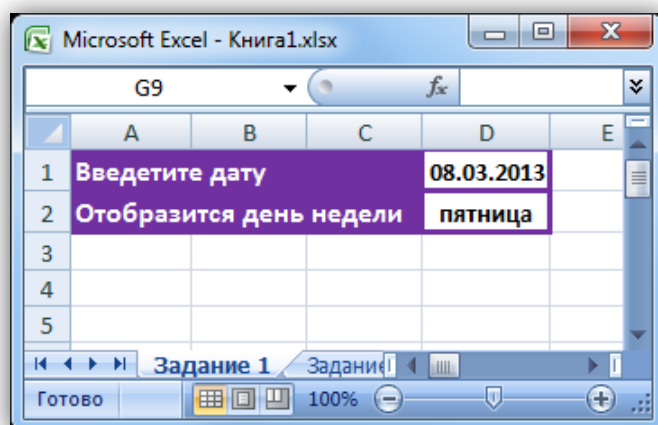 Microsoft Excel - Книга1.xlsx
G9 fx
A B C D E
1 Введетите дату 08.03.2013
2 Отобразится день недели пятница
3
4
5
Задание 1 Задание
Готово 100%